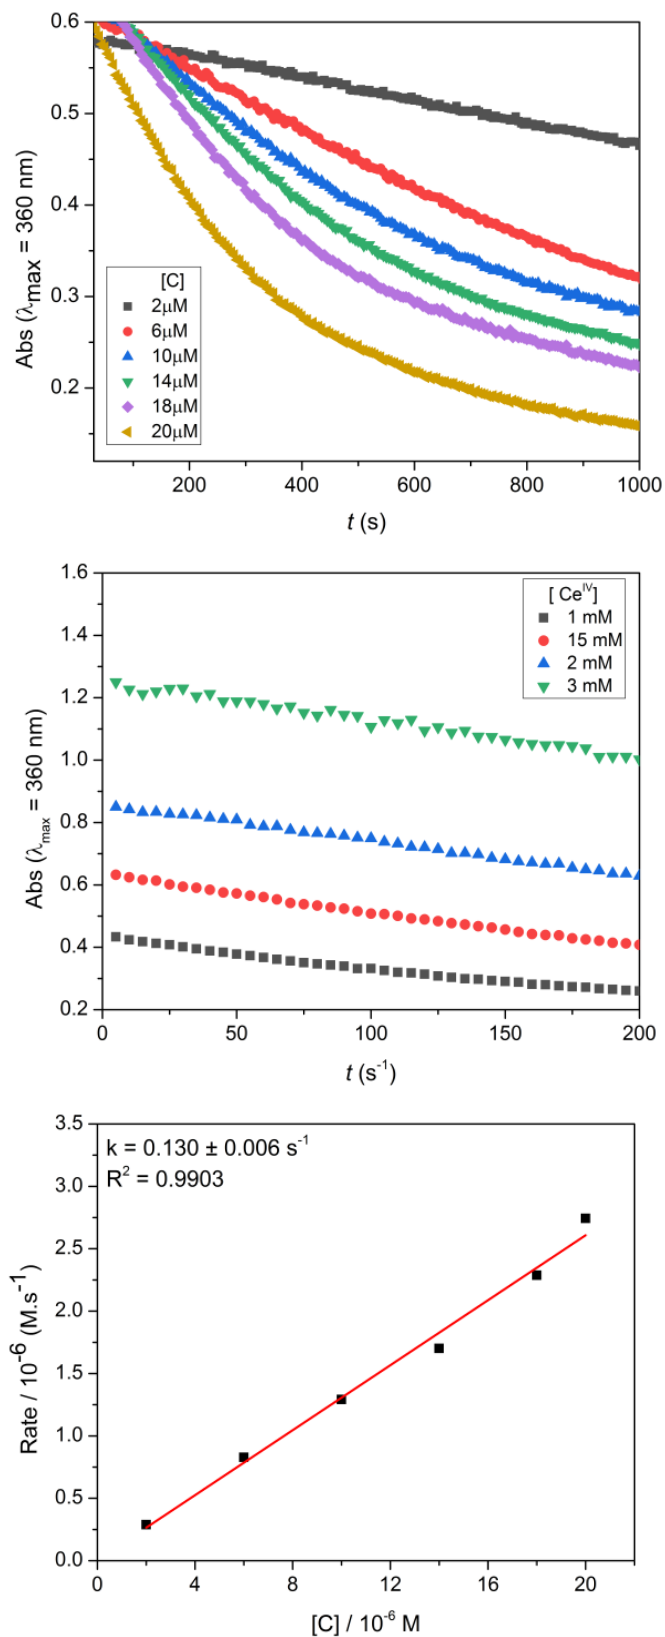 0.6
0.5
0.4
0.3
0.2
Abs (λmax = 360 nm)
[C]
2μM
6μM
10μM
14μM
18μM
20μM
200 400 600 800 1000
t (s)
1.6
1.4
1.2
1.0
0.8
0.6
0.4
0.2
Abs (λmax = 360 nm)
[ CeIV]
1 mM
15 mM
2 mM
3 mM
0 50 100 150 200
t (s-1)
3.5
3.0
2.5
2.0
1.5
1.0
0.5
0.0
Rate / 10-6 (M.s-1)
k = 0.130 ± 0.006 s-1
R2 = 0.9903
0 4 8 12 16 20
[C] / 10-6 M